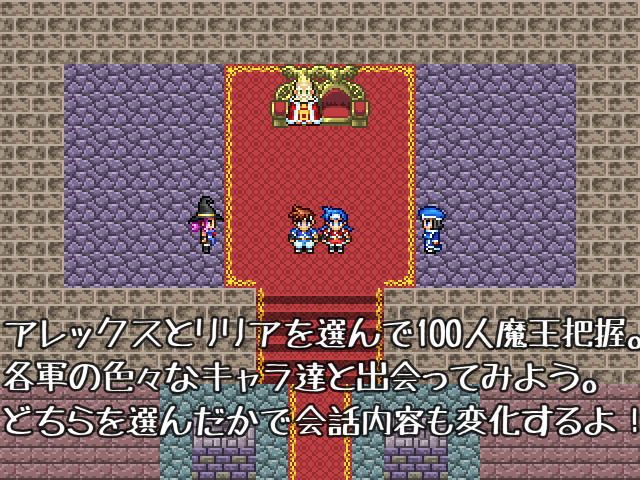 アレックスとリリアを選んで100人魔王把握。
各軍の色々なキャラ達と出会ってみよう。
どちらを選んだかで会話内容も変化するよ！